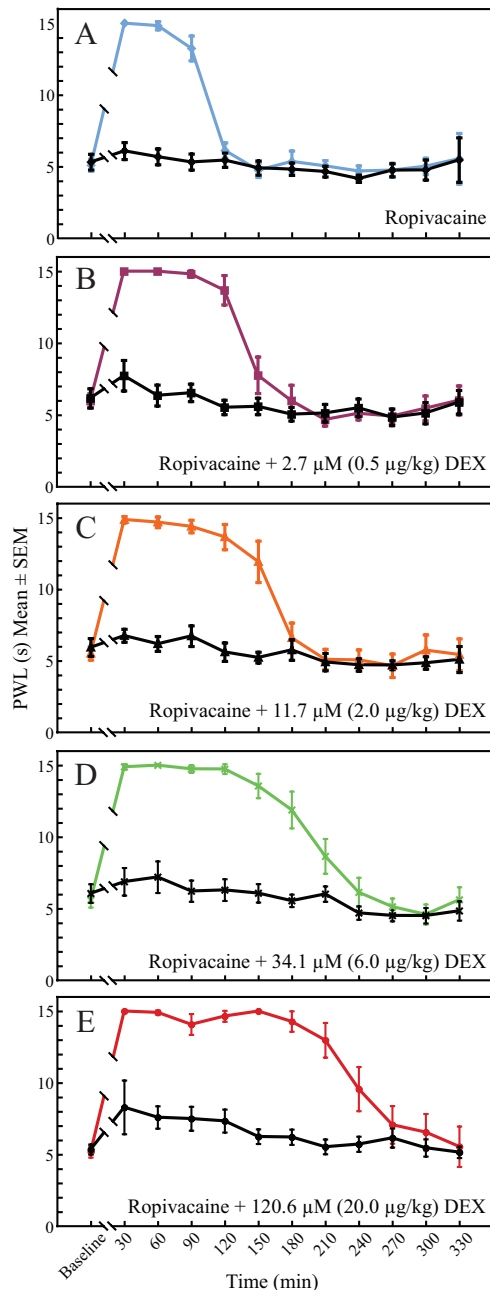 A
15
10
5
0
Ropivacaine
B
15
10
5
0
Ropivacaine + 2.7 µM (0.5 µg/kg) DEX
C
15
10
5
0
Ropivacaine + 11.7 µM (2.0 µg/kg) DEX
D
15
10
5
0
Ropivacaine + 34.1 µM (6.0 µg/kg) DEX
E
15
10
5
0
Ropivacaine + 120.6 µM (20.0 µg/kg) DEX
PWL (s) Mean ± SEM
Baseline 30 60 90 120 150 180 210 240 270 300 330
Time (min)